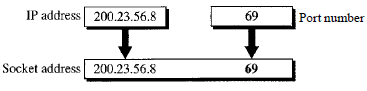 IP address 200.23.56.8 69 Port number
Socket address 200.23.56.8 69